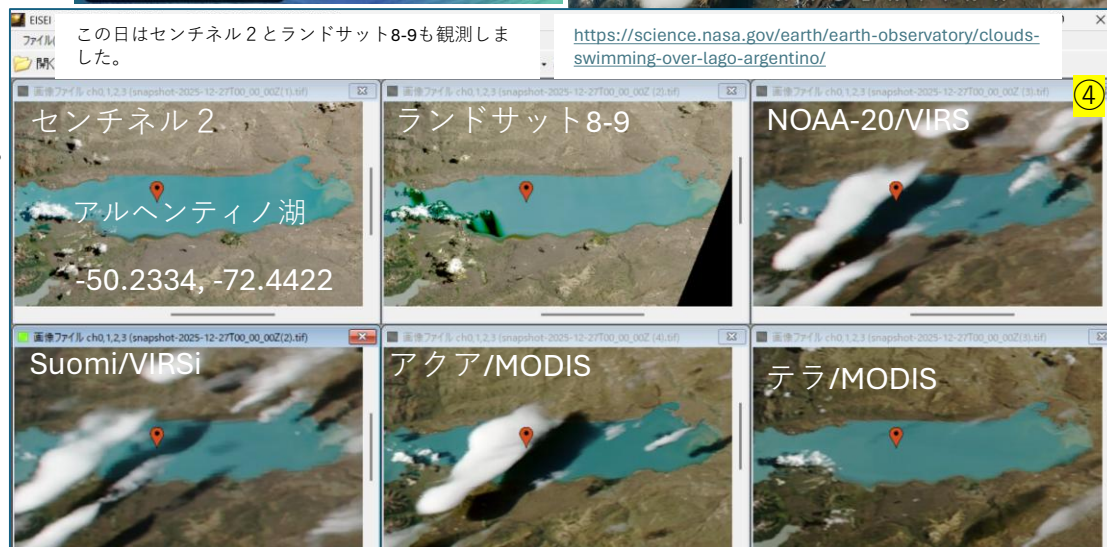 EISEI
この日はセンチネル２とランドサット8-9も観測しま
した。
https://science.nasa.gov/earth/earth-observatory/clouds-
swimming-over-lago-argentino/
ファイル(
開く
④
画像ファイル ch0,1,2,3 (snapshot-2025-12-27T00_00_00Z(1).tif)
画像ファイル ch0,1,2,3 (snapshot-2025-12-27T00_00_00Z (2).tif)
画像ファイル ch0,1,2,3 (snapshot-2025-12-27T00_00_00Z (3).tif)
センチネル２
ランドサット8-9
NOAA-20/VIRS
アルヘンティノ湖
-50.2334, -72.4422
画像ファイル ch0,1,2,3 (snapshot-2025-12-27T00_00_00Z(2).tif)
画像ファイル ch0,1,2,3 (snapshot-2025-12-27T00_00_00Z (4).tif)
画像ファイル ch0,1,2,3 (snapshot-2025-12-27T00_00_00Z(3).tif)
Suomi/VIRSi
アクア/MODIS
テラ/MODIS